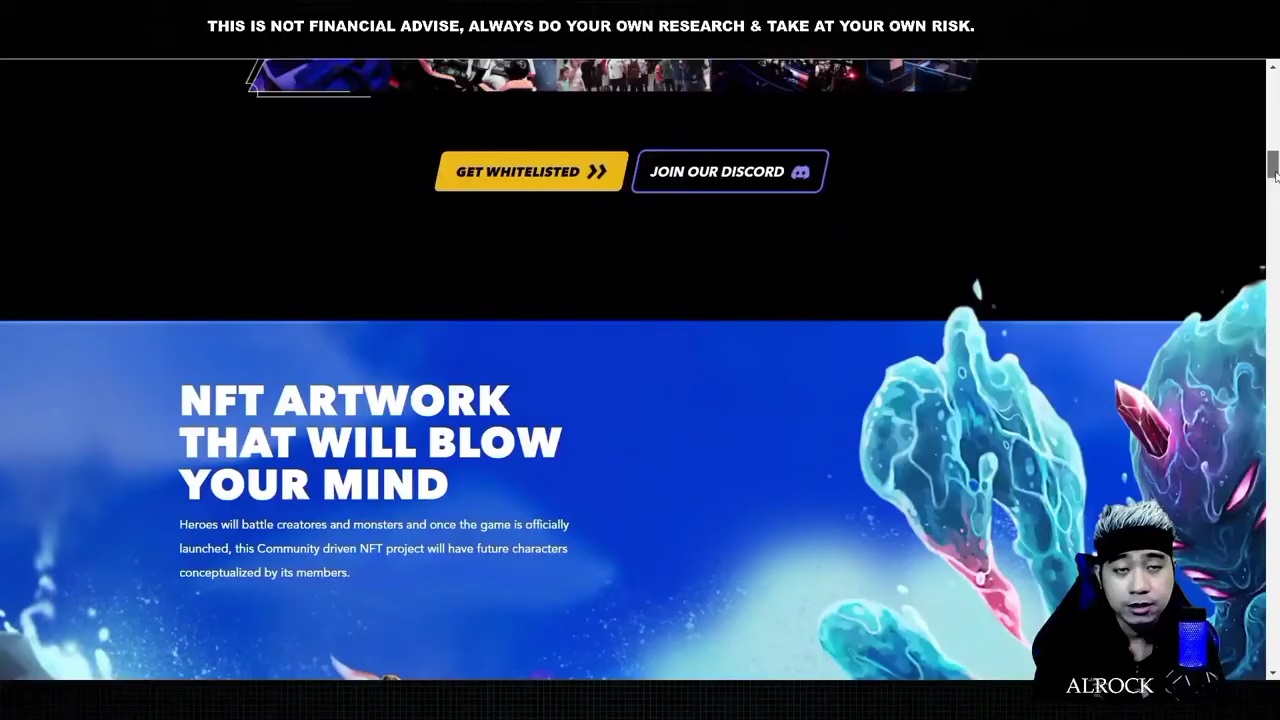 THIS IS NOT FINANCIAL ADVISE, ALWAYS DO YOUR OWN RESEARCH & TAKE AT YOUR OWN RISK.
GET WHITELISTED
JOIN OUR DISCORD
NFT ARTWORK
THAT WILL BLOW
YOUR MIND
Heroes will battle creatores and monsters and once the game is officially
launched, this Community driven NFT project will have future characters
conceptualized by its members.
ALROCK